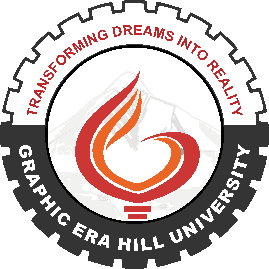 TRANSFORMING DREAMS INTO REALITY
GRAPHIC ERA HILL UNIVERSITY